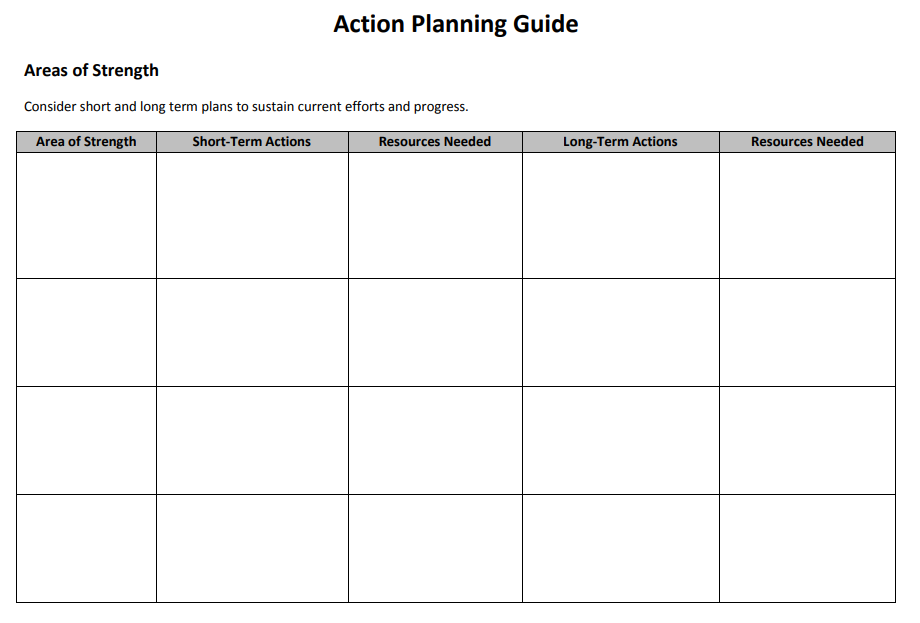 Action Planning Guide
Areas of Strength
Consider short and long term plans to sustain current efforts and progress.
Area of Strength Short-Term Actions Resources Needed Long-Term Actions Resources Needed